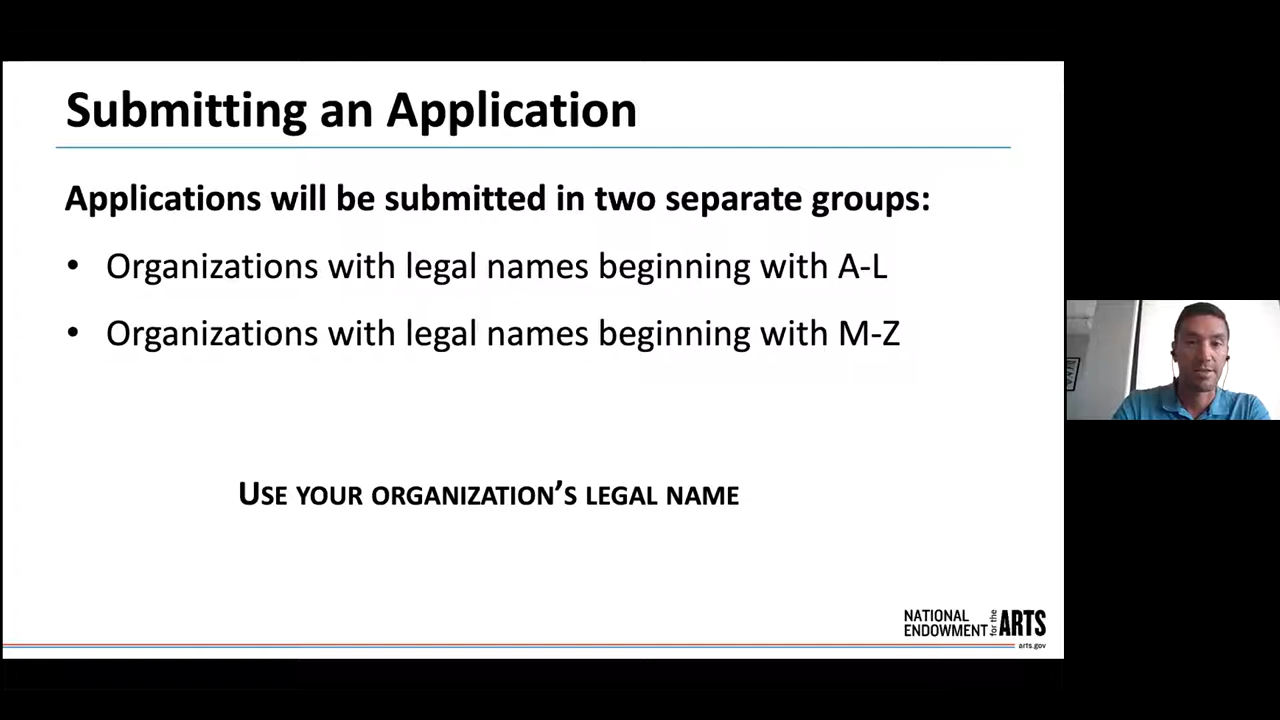 Submitting an Application
Applications will be submitted in two separate groups:
• Organizations with legal names beginning with A-L
• Organizations with legal names beginning with M-Z
USE YOUR ORGANIZATION’S LEGAL NAME
NATIONAL
ENDOWMENT for the ARTS
arts.gov